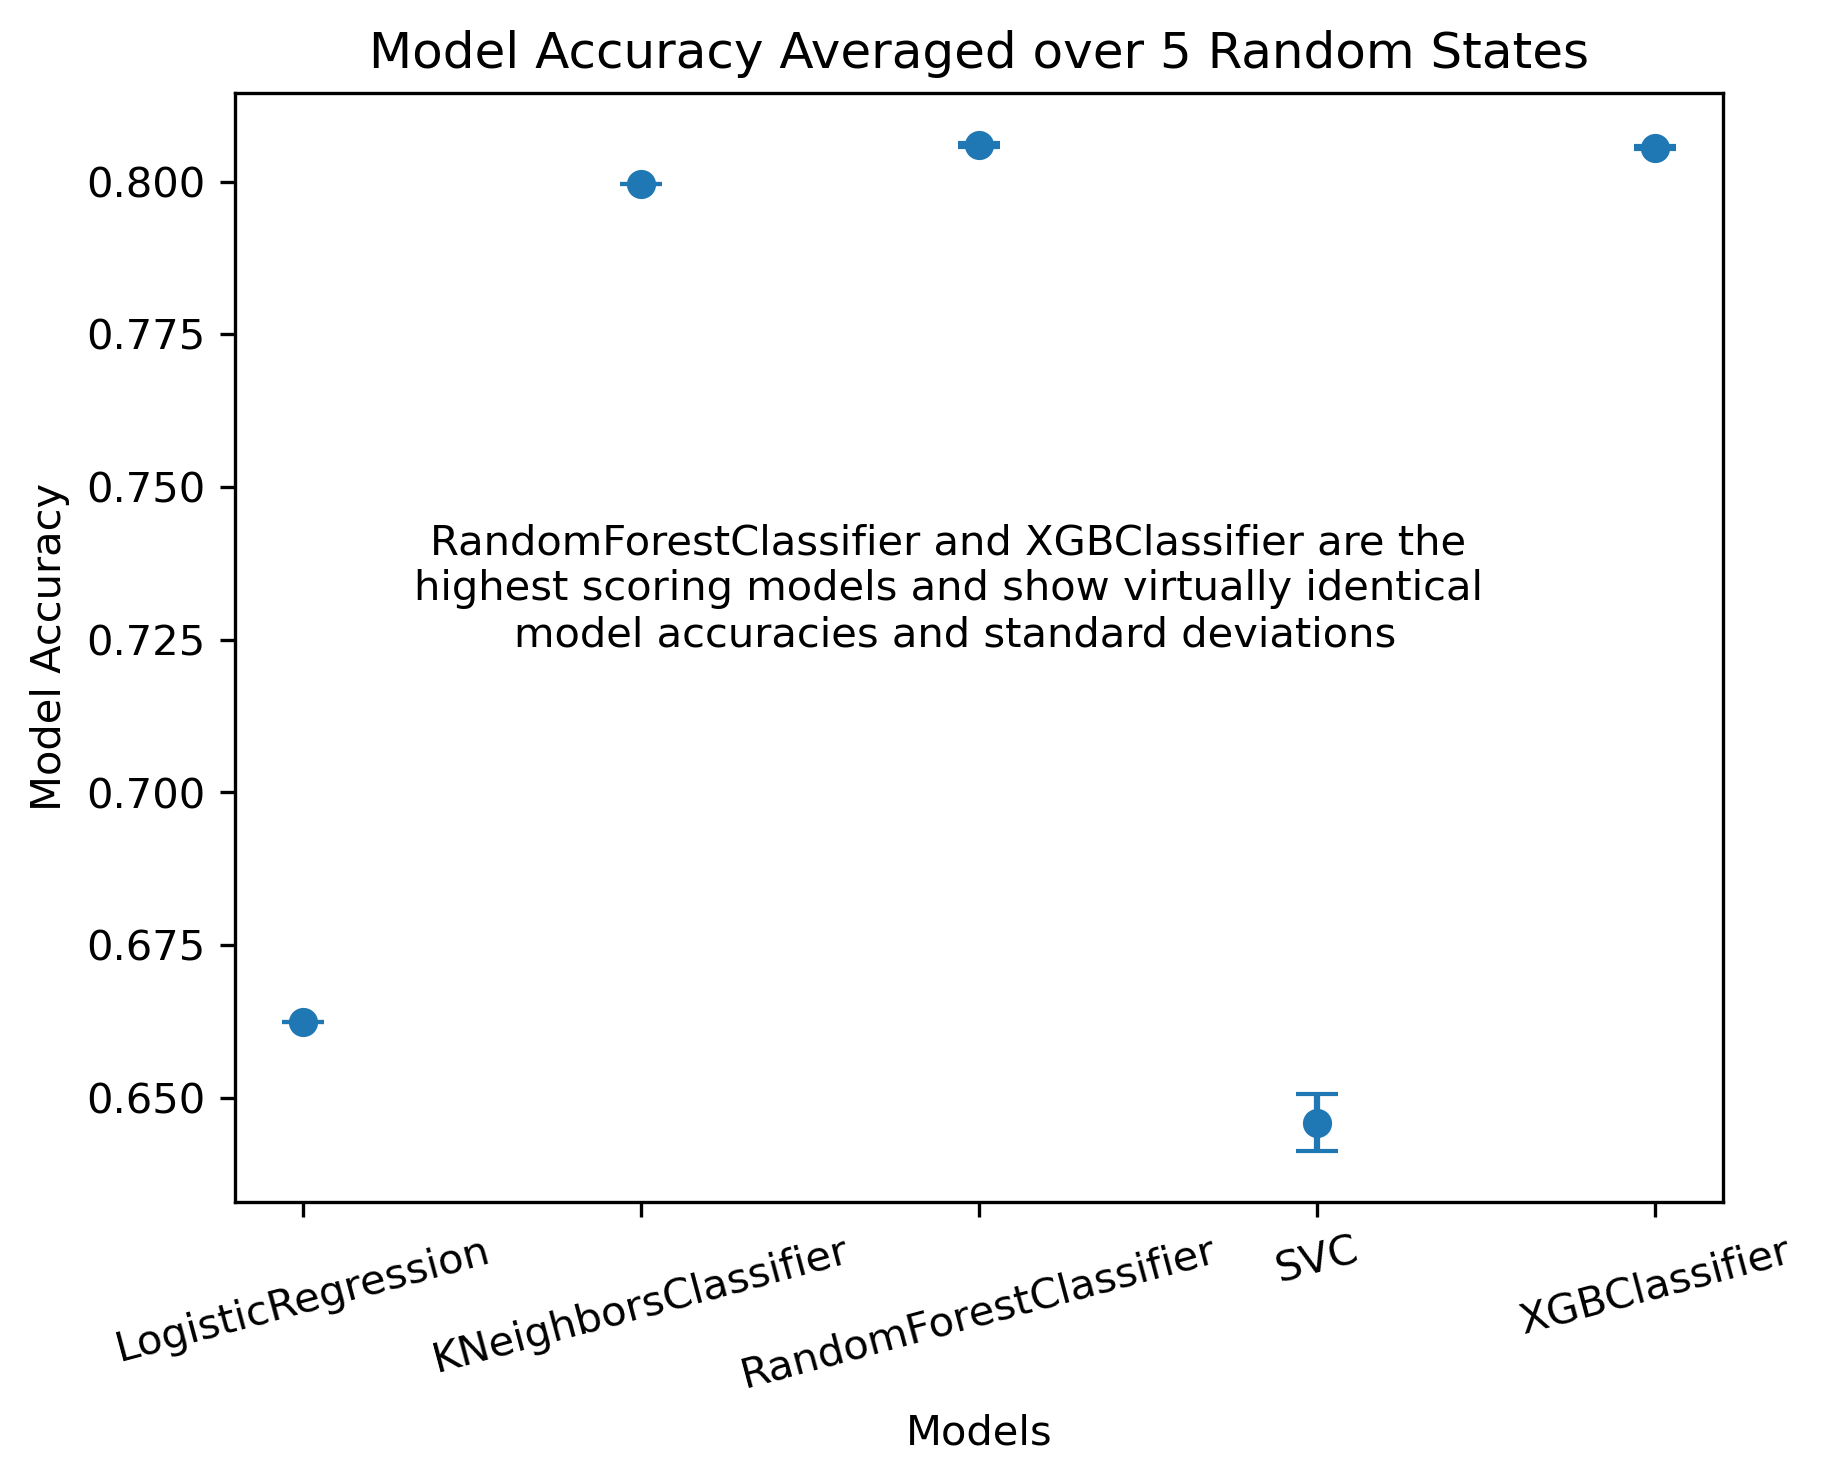 Model Accuracy Averaged over 5 Random States
Model Accuracy
0.800
0.775
0.750
0.725
0.700
0.675
0.650
RandomForestClassifier and XGBClassifier are the
highest scoring models and show virtually identical
model accuracies and standard deviations
LogisticRegression
KNeighborsClassifier
RandomForestClassifier
SVC
XGBClassifier
Models